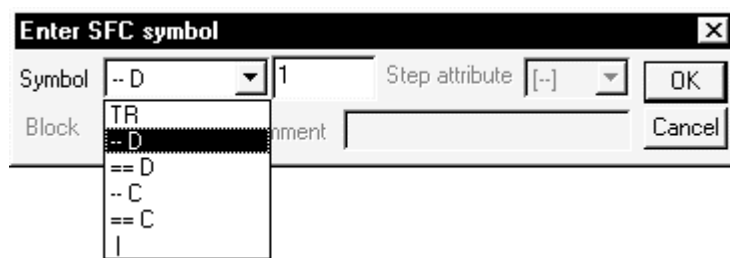 Enter SFC symbol
Symbol -- D 1 Step attribute [--] OK
Block mment Cancel
TR
-- D
== D
-- C
== C
|